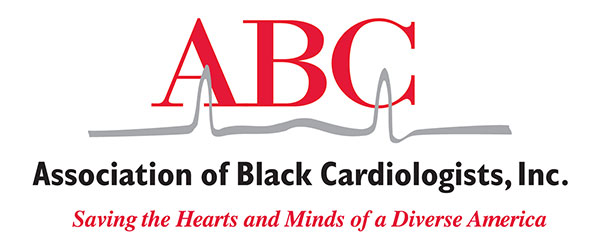 ABC
Association of Black Cardiologists, Inc.
Saving the Hearts and Minds of a Diverse America